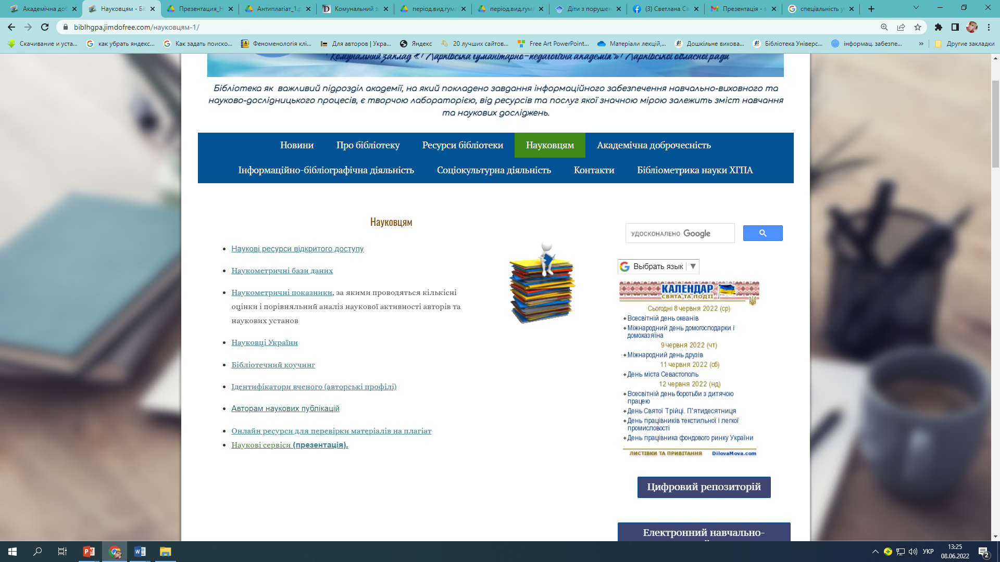 Академічна доб
Науковцям - Бі
Презентация_Н
Антиплагіат_1.p
Комунальний з
період.вид.гума
період.вид.гума
Діти з порушен
(3) Светлана Са
Презентація - s
спеціальність у
biblhgpa.jimdofree.com/науковцям-1/
Скачивание и уста...
как убрать яндекс...
Как задать поиско...
Феноменологія клі...
Для авторов | Укра...
Яндекс
20 лучших сайтов...
Free Art PowerPoint...
Матеріали лекцій,...
Дошкільне вихова...
Бібліотека Універс...
інформац. забезпе...
»
Другие закладки
Комунальний заклад «Харківська гуманітарно-педагогічна академія» Харківської обласної ради
Бібліотека як важливий підрозділ академії, на який покладено завдання інформаційного забезпечення навчально-виховного та
науково-дослідницького процесів, є творчою лабораторією, від ресурсів та послуг якої значною мірою залежить зміст навчання
та наукових досліджень.
Новини Про бібліотеку Ресурси бібліотеки Науковцям Академічна доброчесність
Інформаційно-бібліографічна діяльність Соціокультурна діяльність Контакти Бібліометрика науки ХГПА
Науковцям
Наукові ресурси відкритого доступу
Наукометричні бази даних
Наукометричні показники, за якими проводяться кількісні
оцінки і порівняльний аналіз наукової активності авторів та
наукових установ
Науковці України
Бібліотечний коучинг
Ідентифікатори вченого (авторські профілі)
Авторам наукових публікацій
Онлайн ресурси для перевірки матеріалів на плагіат
Наукові сервіси (презентація).
УДОСКОНАЛЕНО Google
Выбрать язык ▼
КАЛЕНДАР
СВЯТА ТА ПОДІЇ
Сьогодні 8 червня 2022 (ср)
Всесвітній день океанів
Міжнародний день домогосподарки і
домохазяїна
9 червня 2022 (чт)
Міжнародний день друзів
11 червня 2022 (сб)
День міста Севастополь
12 червня 2022 (нд)
Всесвітній день боротьби з дитячою
працею
День Святої Трійці. П'ятидесятниця
День працівників текстильної і легкої
промисловості
День працівника фондового ринку України
ЛИСТІВКИ ТА ПРИВІТАННЯ DilovaMova.com
Цифровий репозиторій
Електронний навчально-
УКР
13:25
08.06.2022
2